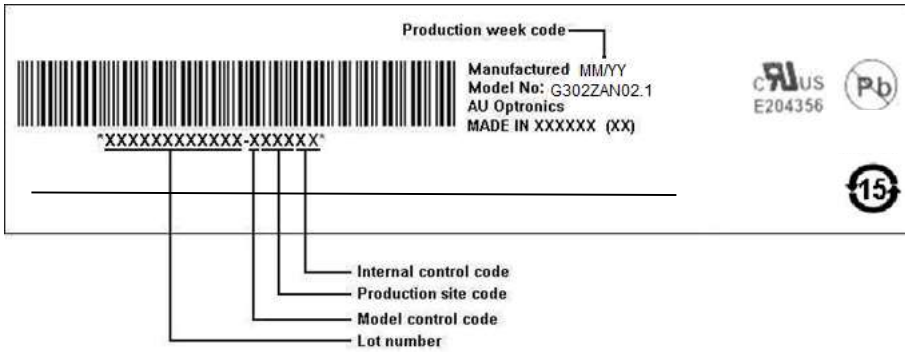 Production week code
Manufactured MM/YY
Model No: G302ZAN02.1
AU Optronics
MADE IN XXXXXX (XX)
*XXXXXXXXXXXX-XXXXXX*
c RU US
E204356
Pb
15
Internal control code
Production site code
Model control code
Lot number